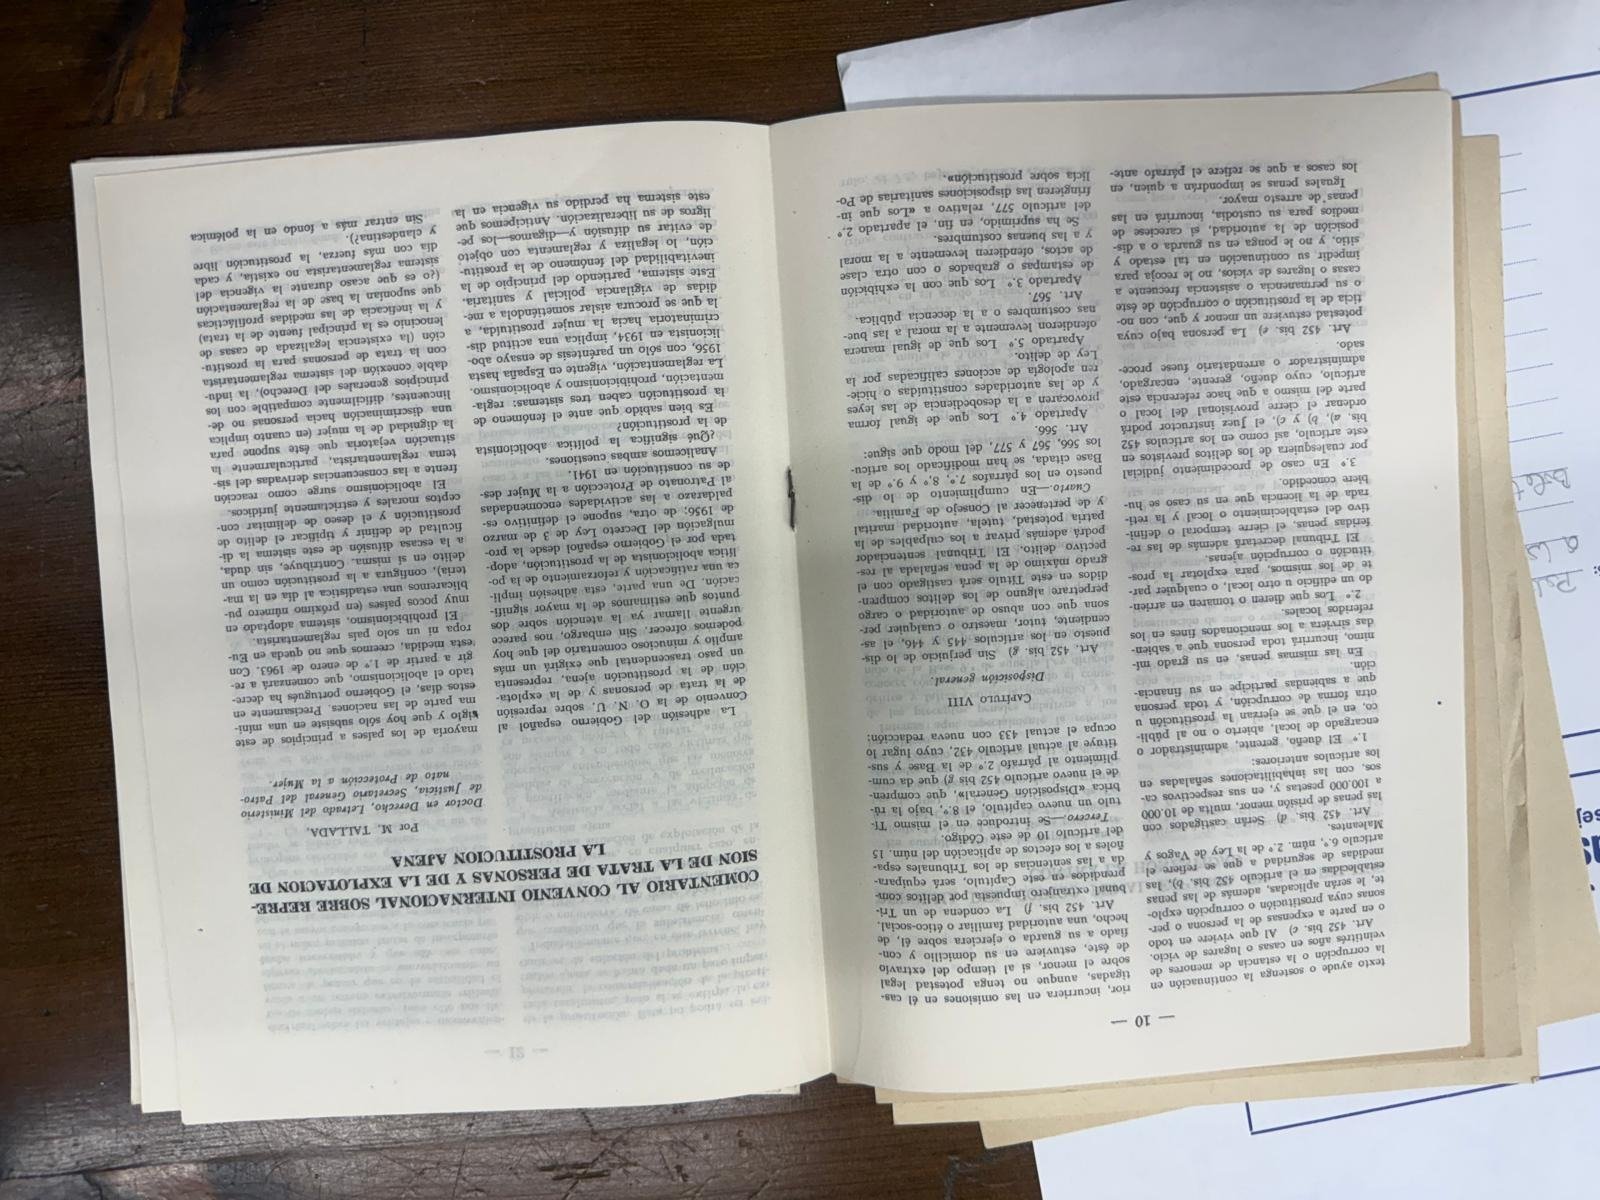 — 10 —
texto ayude o sostenga la continuación en
la corrupción o la estancia de menores de
veintitrés años en casas o lugares de vicio.
Art. 452 bis c) Al que viviere en todo
o en parte a expensas de la persona o per-
sonas cuya prostitución o corrupción explo-
te, le serán aplicadas, además de las penas
establecidas en el artículo 452 bis, b), las
medidas de seguridad a que se refiere el
artículo 6.º, núm. 2.º de la Ley de Vagos y
Maleantes.
Art. 452 bis. d) Serán castigados con
las penas de prisión menor, multa de 10.000
a 100.000 pesetas y, en sus respectivos ca-
sos, con las inhabilitaciones señaladas en
los artículos anteriores:
1.º El dueño, gerente, administrador o
encargado de local, abierto o no al públi-
co, en el que se ejerzan la prostitución u
otra forma de corrupción, y toda persona
que a sabiendas participe en su financia-
ción.
En las mismas penas, en su grado mí-
nimo, incurrirá toda persona que a sabien-
das sirviera a los mencionados fines en los
referidos locales.
2.º Los que dieren o tomaren en arrien-
do un edificio u otro local, o cualquier par-
te de los mismos, para explotar la pros-
titución o corrupción ajenas.
El Tribunal decretará además de las re-
feridas penas, el cierre temporal o defini-
tivo del establecimiento o local y la reti-
rada de la licencia que en su caso se hu-
biere concedido.
3.º En caso de procedimiento judicial
por cualesquiera de los delitos previstos en
este artículo, así como en los artículos 452
bis, a), b) y c), el Juez instructor podrá
ordenar el cierre provisional del local o
parte del mismo a que hace referencia este
artículo, cuyo dueño, gerente, encargado,
administrador o arrendatario fuese proce-
sado.
Art. 452 bis. e) La persona bajo cuya
potestad estuviere un menor y que, con no-
ticia de la prostitución o corrupción de éste
o su permanencia o asistencia frecuente a
casas o lugares de vicios, no le recoja para
impedir su continuación en tal estado y
sitio, y no le ponga en su guarda o a dis-
posición de la autoridad, si careciese de
medios para su custodia, incurrirá en las
penas de arresto mayor.
Iguales penas se impondrán a quien, en
los casos a que se refiere el párrafo ante-
rior, incurriera en las omisiones en él cas-
tigadas, aunque no tenga potestad legal
sobre el menor, si al tiempo del extravío
de éste, estuviere en su domicilio y con-
fiado a su guarda o ejerciera sobre él, de
hecho, una autoridad familiar o ético-social.
Art. 452 bis. f) La condena de un Tri-
bunal extranjero impuesta por delitos com-
prendidos en este Capítulo, será equipara-
da a las sentencias de los Tribunales espa-
ñoles a los efectos de aplicación del núm. 15
del artículo 10 de este Código.
Tercero.—Se introduce en el mismo Tí-
tulo un nuevo capítulo, el 8.º, bajo la rú-
brica «Disposición General», que compren-
de el nuevo artículo 452 bis g) que da cum-
plimiento al párrafo 2.º de la Base y sus-
tituye al actual artículo 432, cuyo lugar lo
ocupa el actual 433 con nueva redacción:
CAPÍTULO VIII
Disposición general.
Art. 452 bis. g) Sin perjuicio de lo dis-
puesto en los artículos 445 y 446, el as-
cendiente, tutor, maestro o cualquier per-
sona que con abuso de autoridad o cargo
perpetrare alguno de los delitos compren-
didos en este Título será castigado con el
grado máximo de la pena señalada al res-
pectivo delito. El Tribunal sentenciador
podrá además privar a los culpables de la
patria potestad, tutela, autoridad marital
y de pertenecer al Consejo de Familia.
Cuarto.—En cumplimiento de lo dis-
puesto en los párrafos 7.º, 8.º y 9.º de la
Base citada, se han modificado los artícu-
los 566, 567 y 577, del modo que sigue:
Art. 566.
Apartado 4.º Los que de igual forma
provocaren a la desobediencia de las leyes
y de las autoridades constituídas o hicie-
ren apología de acciones calificadas por la
Ley de delito.
Apartado 5.º Los que de igual manera
ofendieren levemente a la moral a las bue-
nas costumbres o a la decencia pública.
Art. 567.
Apartado 3.º Los que con la exhibición
de estampas o grabados o con otra clase
de actos, ofendieren levemente a la moral
y a las buenas costumbres.
Se ha suprimido, en fin, el apartado 2.º
del artículo 577, relativo a «Los que in-
fringieren las disposiciones sanitarias de Po-
licía sobre prostitución».
COMENTARIO AL CONVENIO INTERNACIONAL SOBRE REPRE-
SION DE LA TRATA DE PERSONAS Y DE LA EXPLOTACION DE
LA PROSTITUCION AJENA
Por M. TALLADA,
Doctor en Derecho, Letrado del Ministerio
de Justicia, Secretario General del Patro-
nato de Protección a la Mujer.
La adhesión del Gobierno español al
Convenio de la O. N. U. sobre represión
de la trata de personas y de la explota-
ción de la prostitución ajena, representa
un paso trascendental que exigirá un más
amplio y minucioso comentario del que hoy
podemos ofrecer. Sin embargo, nos parece
urgente llamar ya la atención sobre dos
puntos que estimamos de la mayor signifi-
cación. De una parte, esta adhesión impli-
ca una ratificación y reforzamiento de la po-
lítica abolicionista de la prostitución, adop-
tada por el Gobierno español desde la pro-
mulgación del Decreto Ley de 3 de marzo
de 1956; de otra, supone el definitivo es-
paldarazo a las actividades encomendadas
al Patronato de Protección a la Mujer des-
de su constitución en 1941.
Analicemos ambas cuestiones.
¿Qué significa la política abolicionista
de la prostitución?
Es bien sabido que ante el fenómeno de
la prostitución caben tres sistemas: regla-
mentación, prohibicionismo y abolicionismo.
La reglamentación, vigente en España hasta
1956, con sólo un paréntesis de ensayo abo-
licionista en 1934, implica una actitud dis-
criminatoria hacia la mujer prostituída, a
la que se procura aislar sometiéndola a me-
didas de vigilancia policial y sanitaria.
Este sistema, partiendo del principio de la
inevitabilidad del fenómeno de la prostitu-
ción, lo legaliza y reglamenta con objeto
de evitar su difusión y—digamos—los pe-
ligros de su liberalización. Anticipemos que
este sistema ha perdido su vigencia en la
mayoría de los países a principios de este
siglo y que hoy sólo subsiste en una míni-
ma parte de las naciones. Precisamente en
estos días, el Gobierno portugués ha decre-
tado el abolicionismo, que comenzará a re-
gir a partir de 1.º de enero de 1963. Con
esta medida, creemos que no queda en Eu-
ropa ni un solo país reglamentarista.
El prohibicionismo, sistema adoptado en
muy pocos países (en próximo número pu-
blicaremos una estadística al día en la ma-
teria), configura a la prostitución como un
delito en sí misma. Contribuye, sin duda,
a la escasa difusión de este sistema la di-
ficultad de definir y tipificar el delito de
prostitución y el deseo de delimitar con-
ceptos morales y estrictamente jurídicos.
El abolicionismo surge como reacción
frente a las consecuencias derivadas del sis-
tema reglamentarista, particularmente la
situación vejatoria que éste supone para
la dignidad de la mujer (en cuanto implica
una discriminación hacia personas no de-
lincuentes, difícilmente compatible con los
principios generales del Derecho), la indu-
dable conexión del sistema reglamentarista
con la trata de personas para la prostitu-
ción (la existencia legalizada de casas de
lenocinio es la principal fuente de la trata)
y la ineficacia de las medidas profilácticas
que suponían la base de la reglamentación
(¿o es que acaso durante la vigencia del
sistema reglamentarista no existía, y cada
día con más fuerza, la prostitución libre
y clandestina?).
Sin entrar más a fondo en la polémica